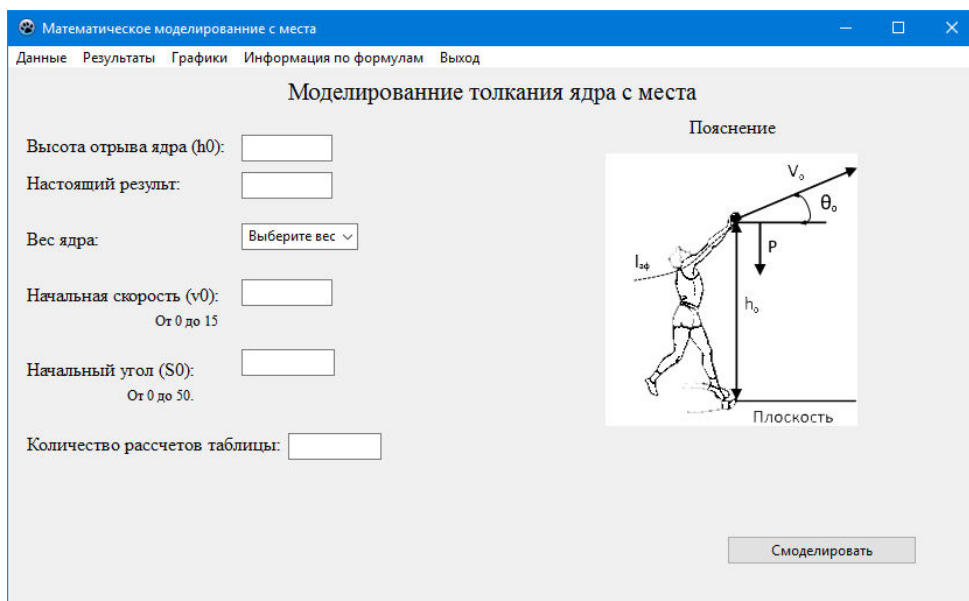 Математическое моделированние с места
Данные Результаты Графики Информация по формулам Выход
Моделированние толкания ядра с места
Пояснение
Высота отрыва ядра (h0):
Настоящий результ:
Вес ядра:
Выберите вес
Начальная скорость (v0):
От 0 до 15
Начальный угол (S0):
От 0 до 50.
Количество рассчетов таблицы:
V₀
θ₀
P
lаф
h₀
Плоскость
Смоделировать